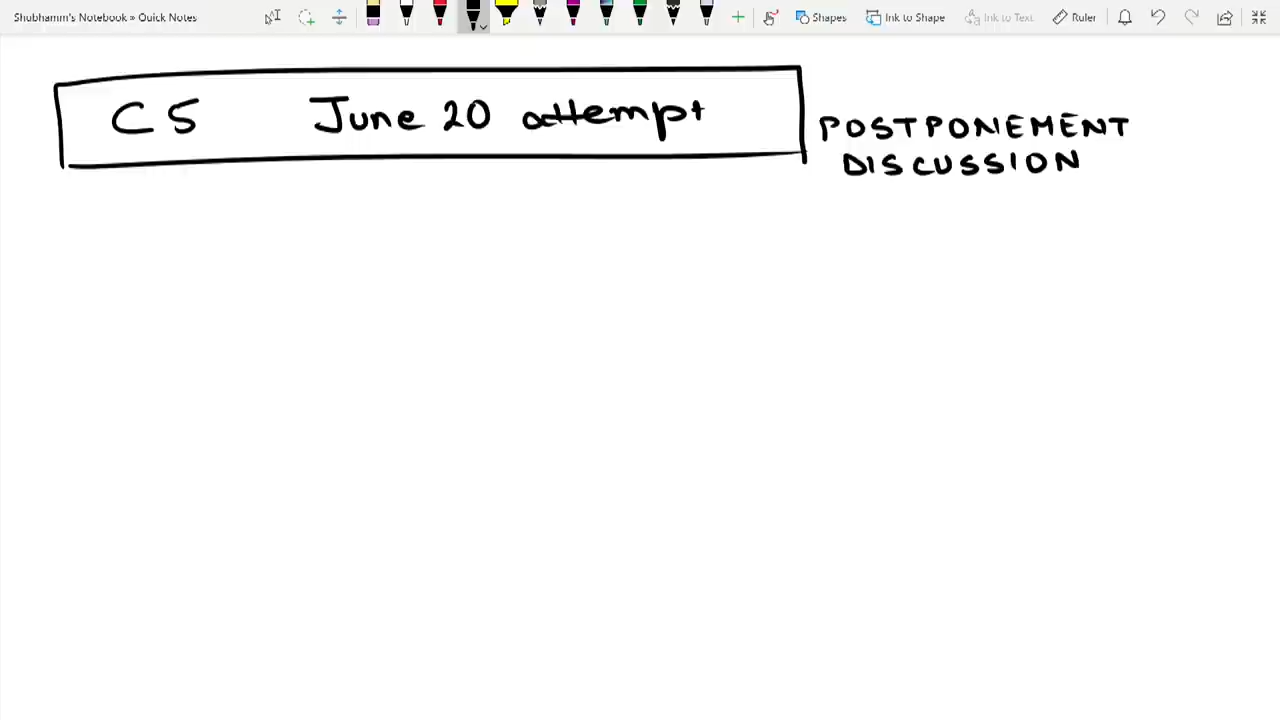 Shubhamm's Notebook » Quick Notes
Shapes
Ink to Shape
Ink to Text
Ruler
CS June 20 attempt
POSTPONEMENT
DISCUSSION